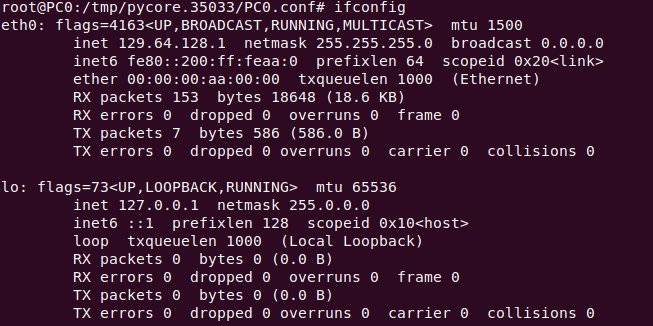 root@PC0:/tmp/pycore.35033/PC0.conf# ifconfig
eth0: flags=4163<UP,BROADCAST,RUNNING,MULTICAST>  mtu 1500
        inet 129.64.128.1  netmask 255.255.255.0  broadcast 0.0.0.0
        inet6 fe80::200:ff:feaa:0  prefixlen 64  scopeid 0x20<link>
        ether 00:00:00:aa:00:00  txqueuelen 1000  (Ethernet)
        RX packets 153  bytes 18648 (18.6 KB)
        RX errors 0  dropped 0  overruns 0  frame 0
        TX packets 7  bytes 586 (586.0 B)
        TX errors 0  dropped 0 overruns 0  carrier 0  collisions 0

lo: flags=73<UP,LOOPBACK,RUNNING>  mtu 65536
        inet 127.0.0.1  netmask 255.0.0.0
        inet6 ::1  prefixlen 128  scopeid 0x10<host>
        loop  txqueuelen 1000  (Local Loopback)
        RX packets 0  bytes 0 (0.0 B)
        RX errors 0  dropped 0  overruns 0  frame 0
        TX packets 0  bytes 0 (0.0 B)
        TX errors 0  dropped 0 overruns 0  carrier 0  collisions 0